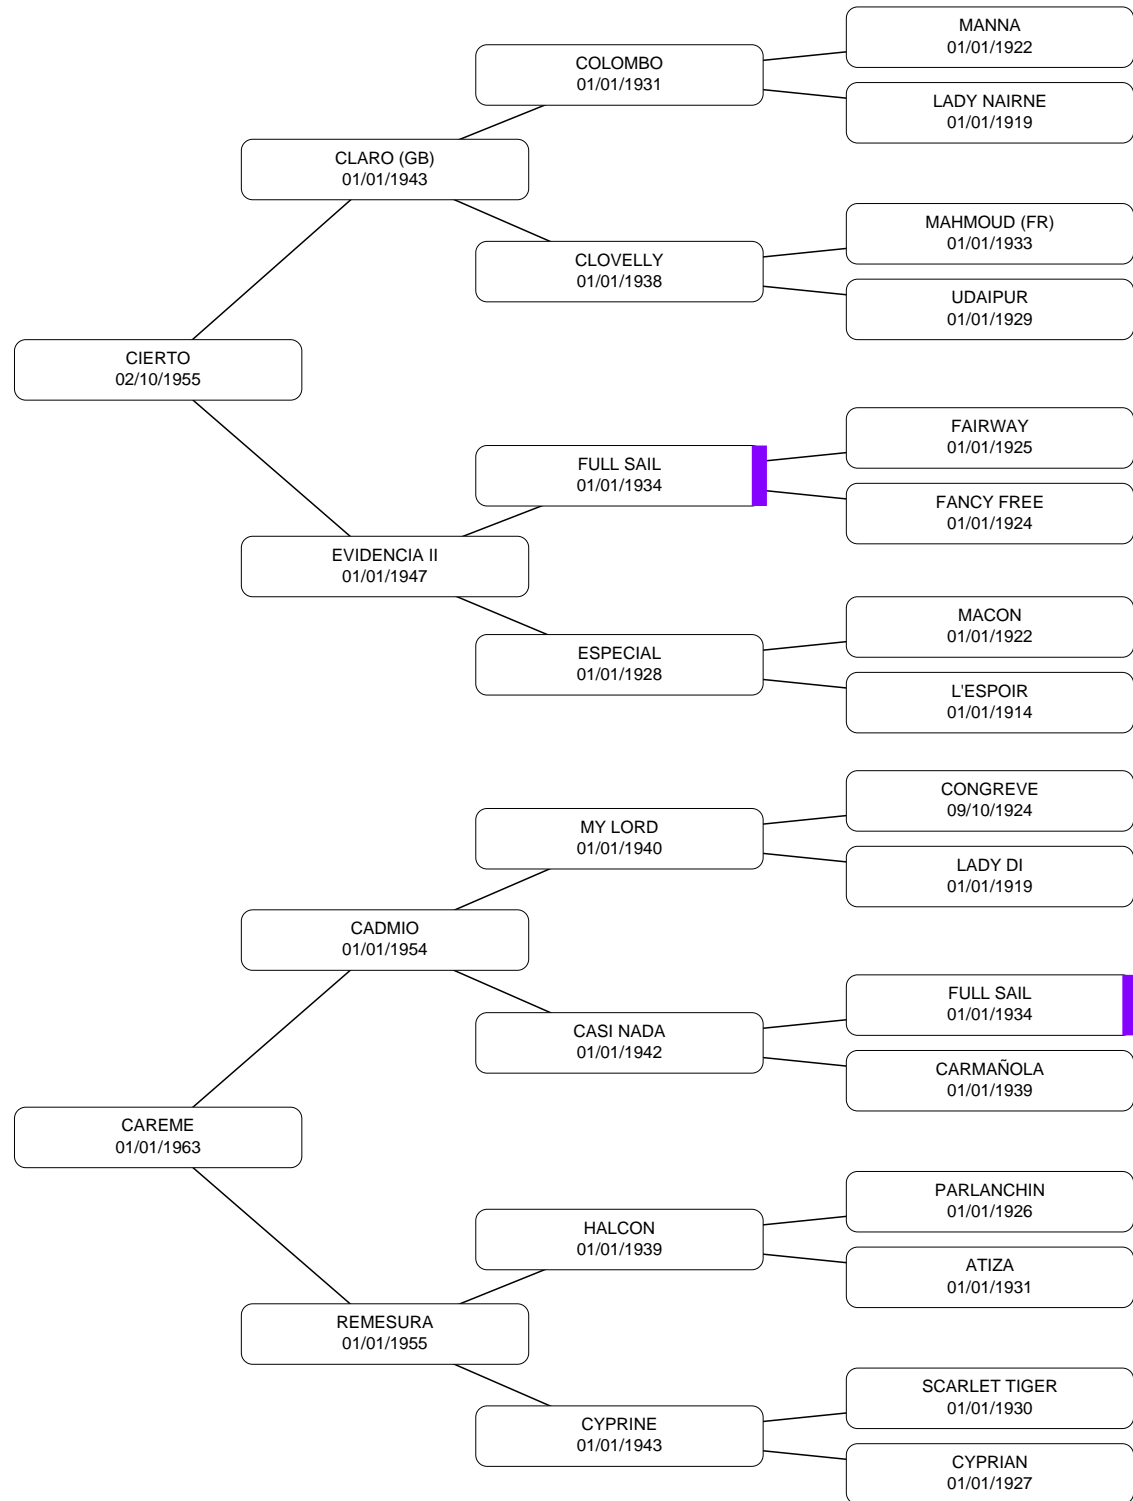 MANNA
01/01/1922
COLOMBO
01/01/1931
LADY NAIRNE
01/01/1919
CLARO (GB)
01/01/1943
MAHMOUD (FR)
01/01/1933
CLOVELLY
01/01/1938
UDAIPUR
01/01/1929
CIERTO
02/10/1955
FAIRWAY
01/01/1925
FULL SAIL
01/01/1934
FANCY FREE
01/01/1924
EVIDENCIA II
01/01/1947
MACON
01/01/1922
ESPECIAL
01/01/1928
L'ESPOIR
01/01/1914
CONGREVE
09/10/1924
MY LORD
01/01/1940
LADY DI
01/01/1919
CADMIO
01/01/1954
FULL SAIL
01/01/1934
CASI NADA
01/01/1942
CARMAÑOLA
01/01/1939
CAREME
01/01/1963
PARLANCHIN
01/01/1926
HALCON
01/01/1939
ATIZA
01/01/1931
REMESURA
01/01/1955
SCARLET TIGER
01/01/1930
CYPRINE
01/01/1943
CYPRIAN
01/01/1927